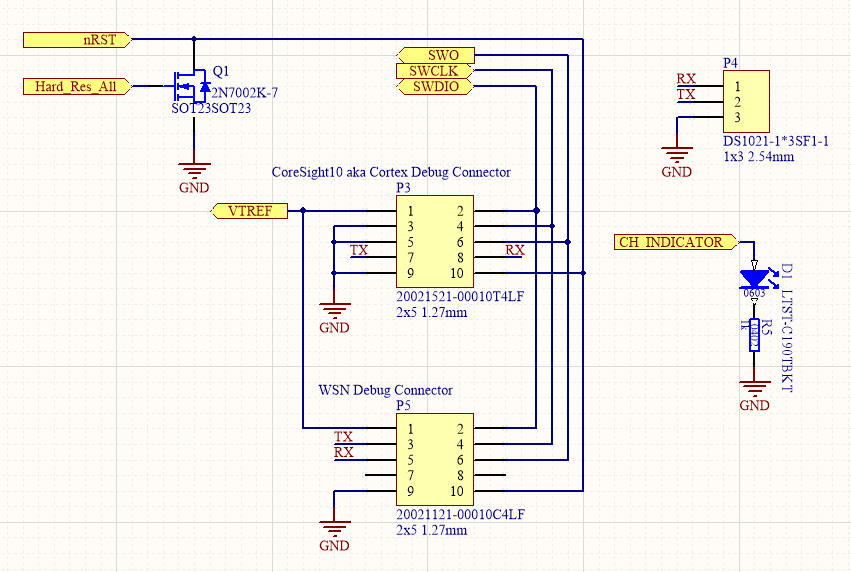 nRST
Hard_Res_All
Q1
2N7002K-7
SOT23SOT23
GND
SWO
SWCLK
SWDIO
P4
RX
TX
1
2
3
DS1021-1*3SF1-1
1x3 2.54mm
GND
CoreSight10 aka Cortex Debug Connector
P3
VTREF
1 2
3 4
5 6
TX 7 8 RX
9 10
20021521-00010T4LF
2x5 1.27mm
GND
CH_INDICATOR
D1 LTST-C190TBKT
0603
R5
1k
0402
GND
WSN Debug Connector
P5
1 2
TX 3 4
RX 5 6
7 8
9 10
20021121-00010C4LF
2x5 1.27mm
GND